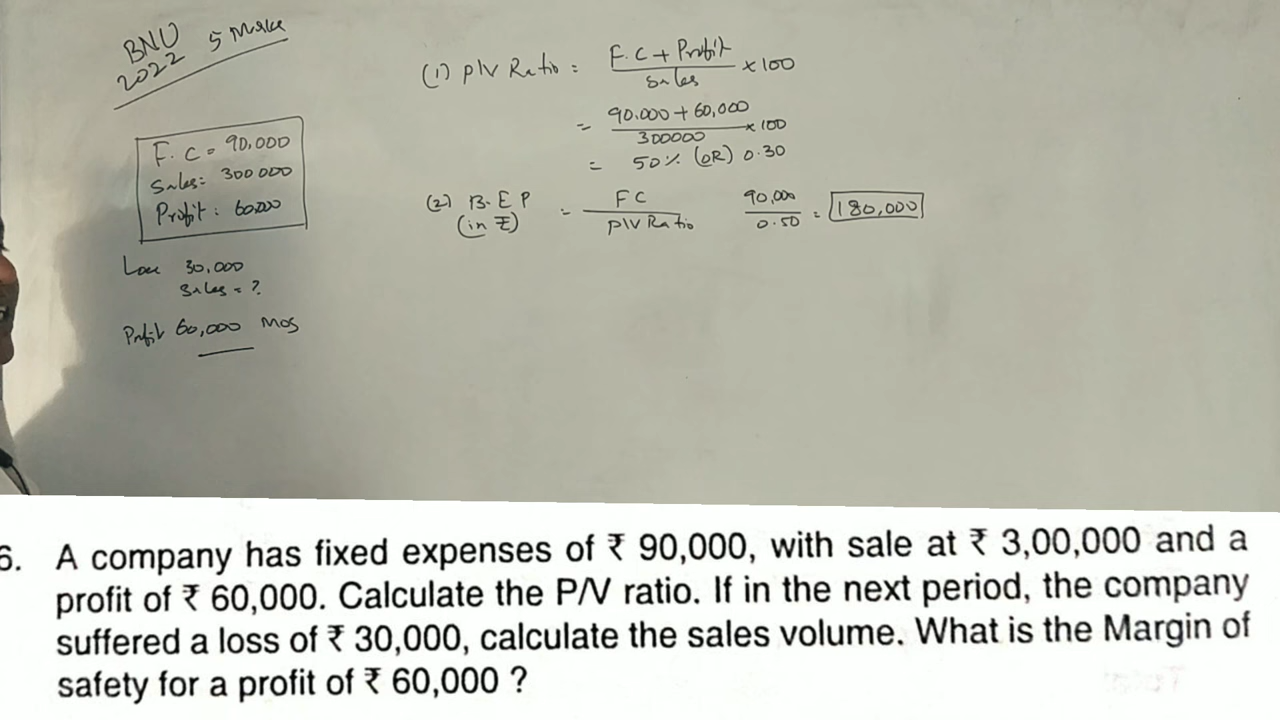 BNU 5 Marks
2022
F.C = 90,000
Sales = 300000
Profit = 60000
Loss 30,000
Sales = ?
Profit 60,000 MOS
(1) P/V Ratio = F.C + Profit / Sales × 100
= 90.000 + 60,000 / 300000 × 100
= 50% (OR) 0.30
(2) B.E P (in ₹) = FC / P/V Ratio 90,000 / 0.50 = 180,000
6. A company has fixed expenses of ₹ 90,000, with sale at ₹ 3,00,000 and a
profit of ₹ 60,000. Calculate the P/V ratio. If in the next period, the company
suffered a loss of ₹ 30,000, calculate the sales volume. What is the Margin of
safety for a profit of ₹ 60,000 ?